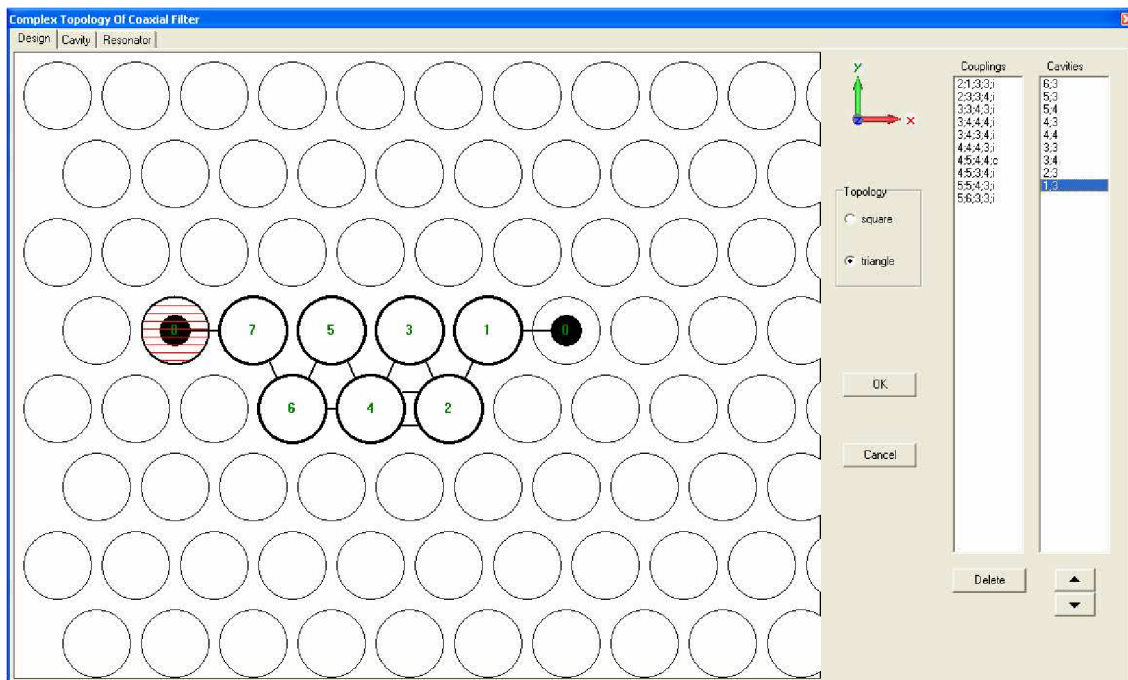 Complex Topology Of Coaxial Filter
Design
Cavity
Resonator
y
x
z
Topology
square
triangle
OK
Cancel
Couplings
2;1;3;3;i
2;3;3;4;i
3;3;4;3;i
3;4;4;4;i
3;4;3;4;i
4;4;4;3;i
4;5;4;4;c
4;5;3;4;i
5;5;4;3;i
5;6;3;3;i
Cavities
6;3
5;3
5;4
4;3
4;4
3;3
3;4
2;3
1;3
Delete
8
7
5
3
1
0
6
4
2